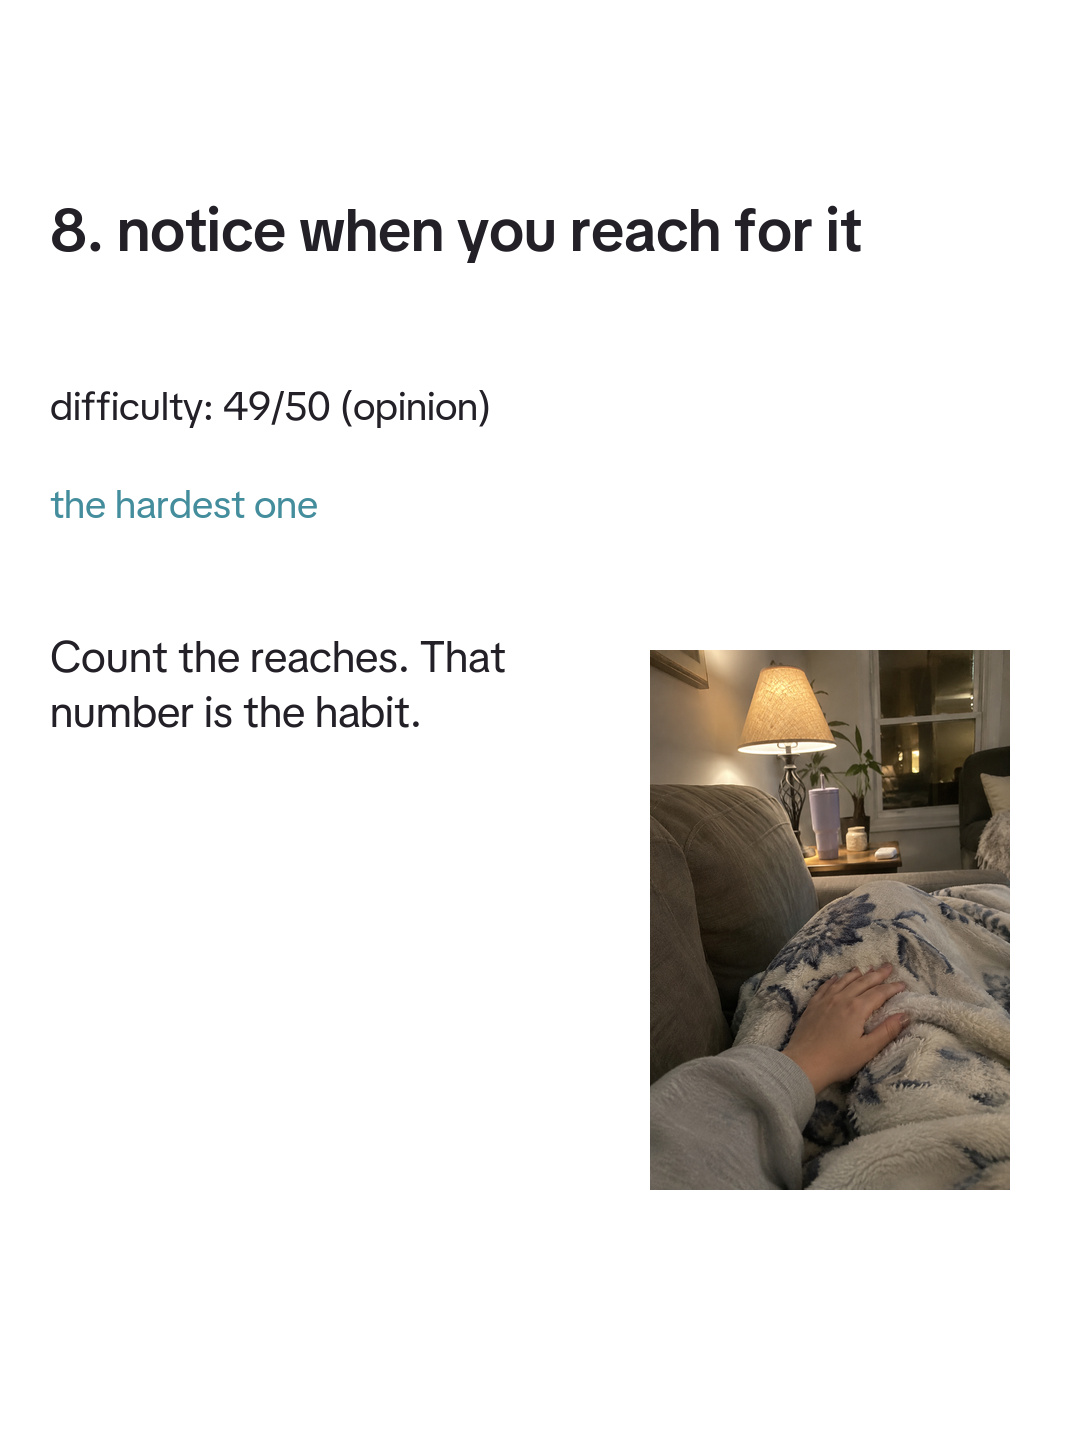 8. notice when you reach for it
difficulty: 49/50 (opinion)
the hardest one
Count the reaches. That
number is the habit.